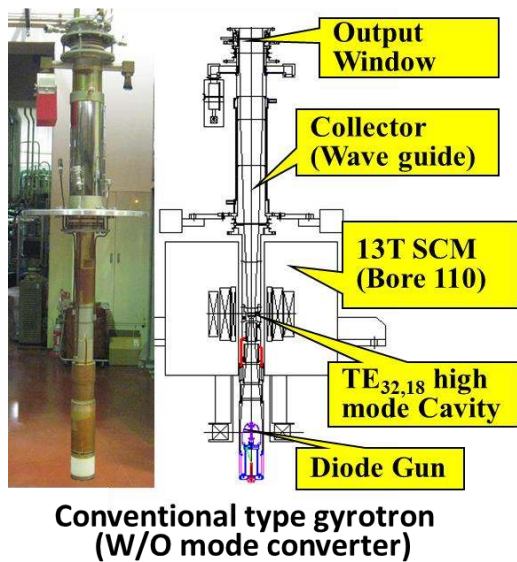 Output
Window
Collector
(Wave guide)
13T SCM
(Bore 110)
TE32,18 high
mode Cavity
Diode Gun
Conventional type gyrotron
(W/O mode converter)